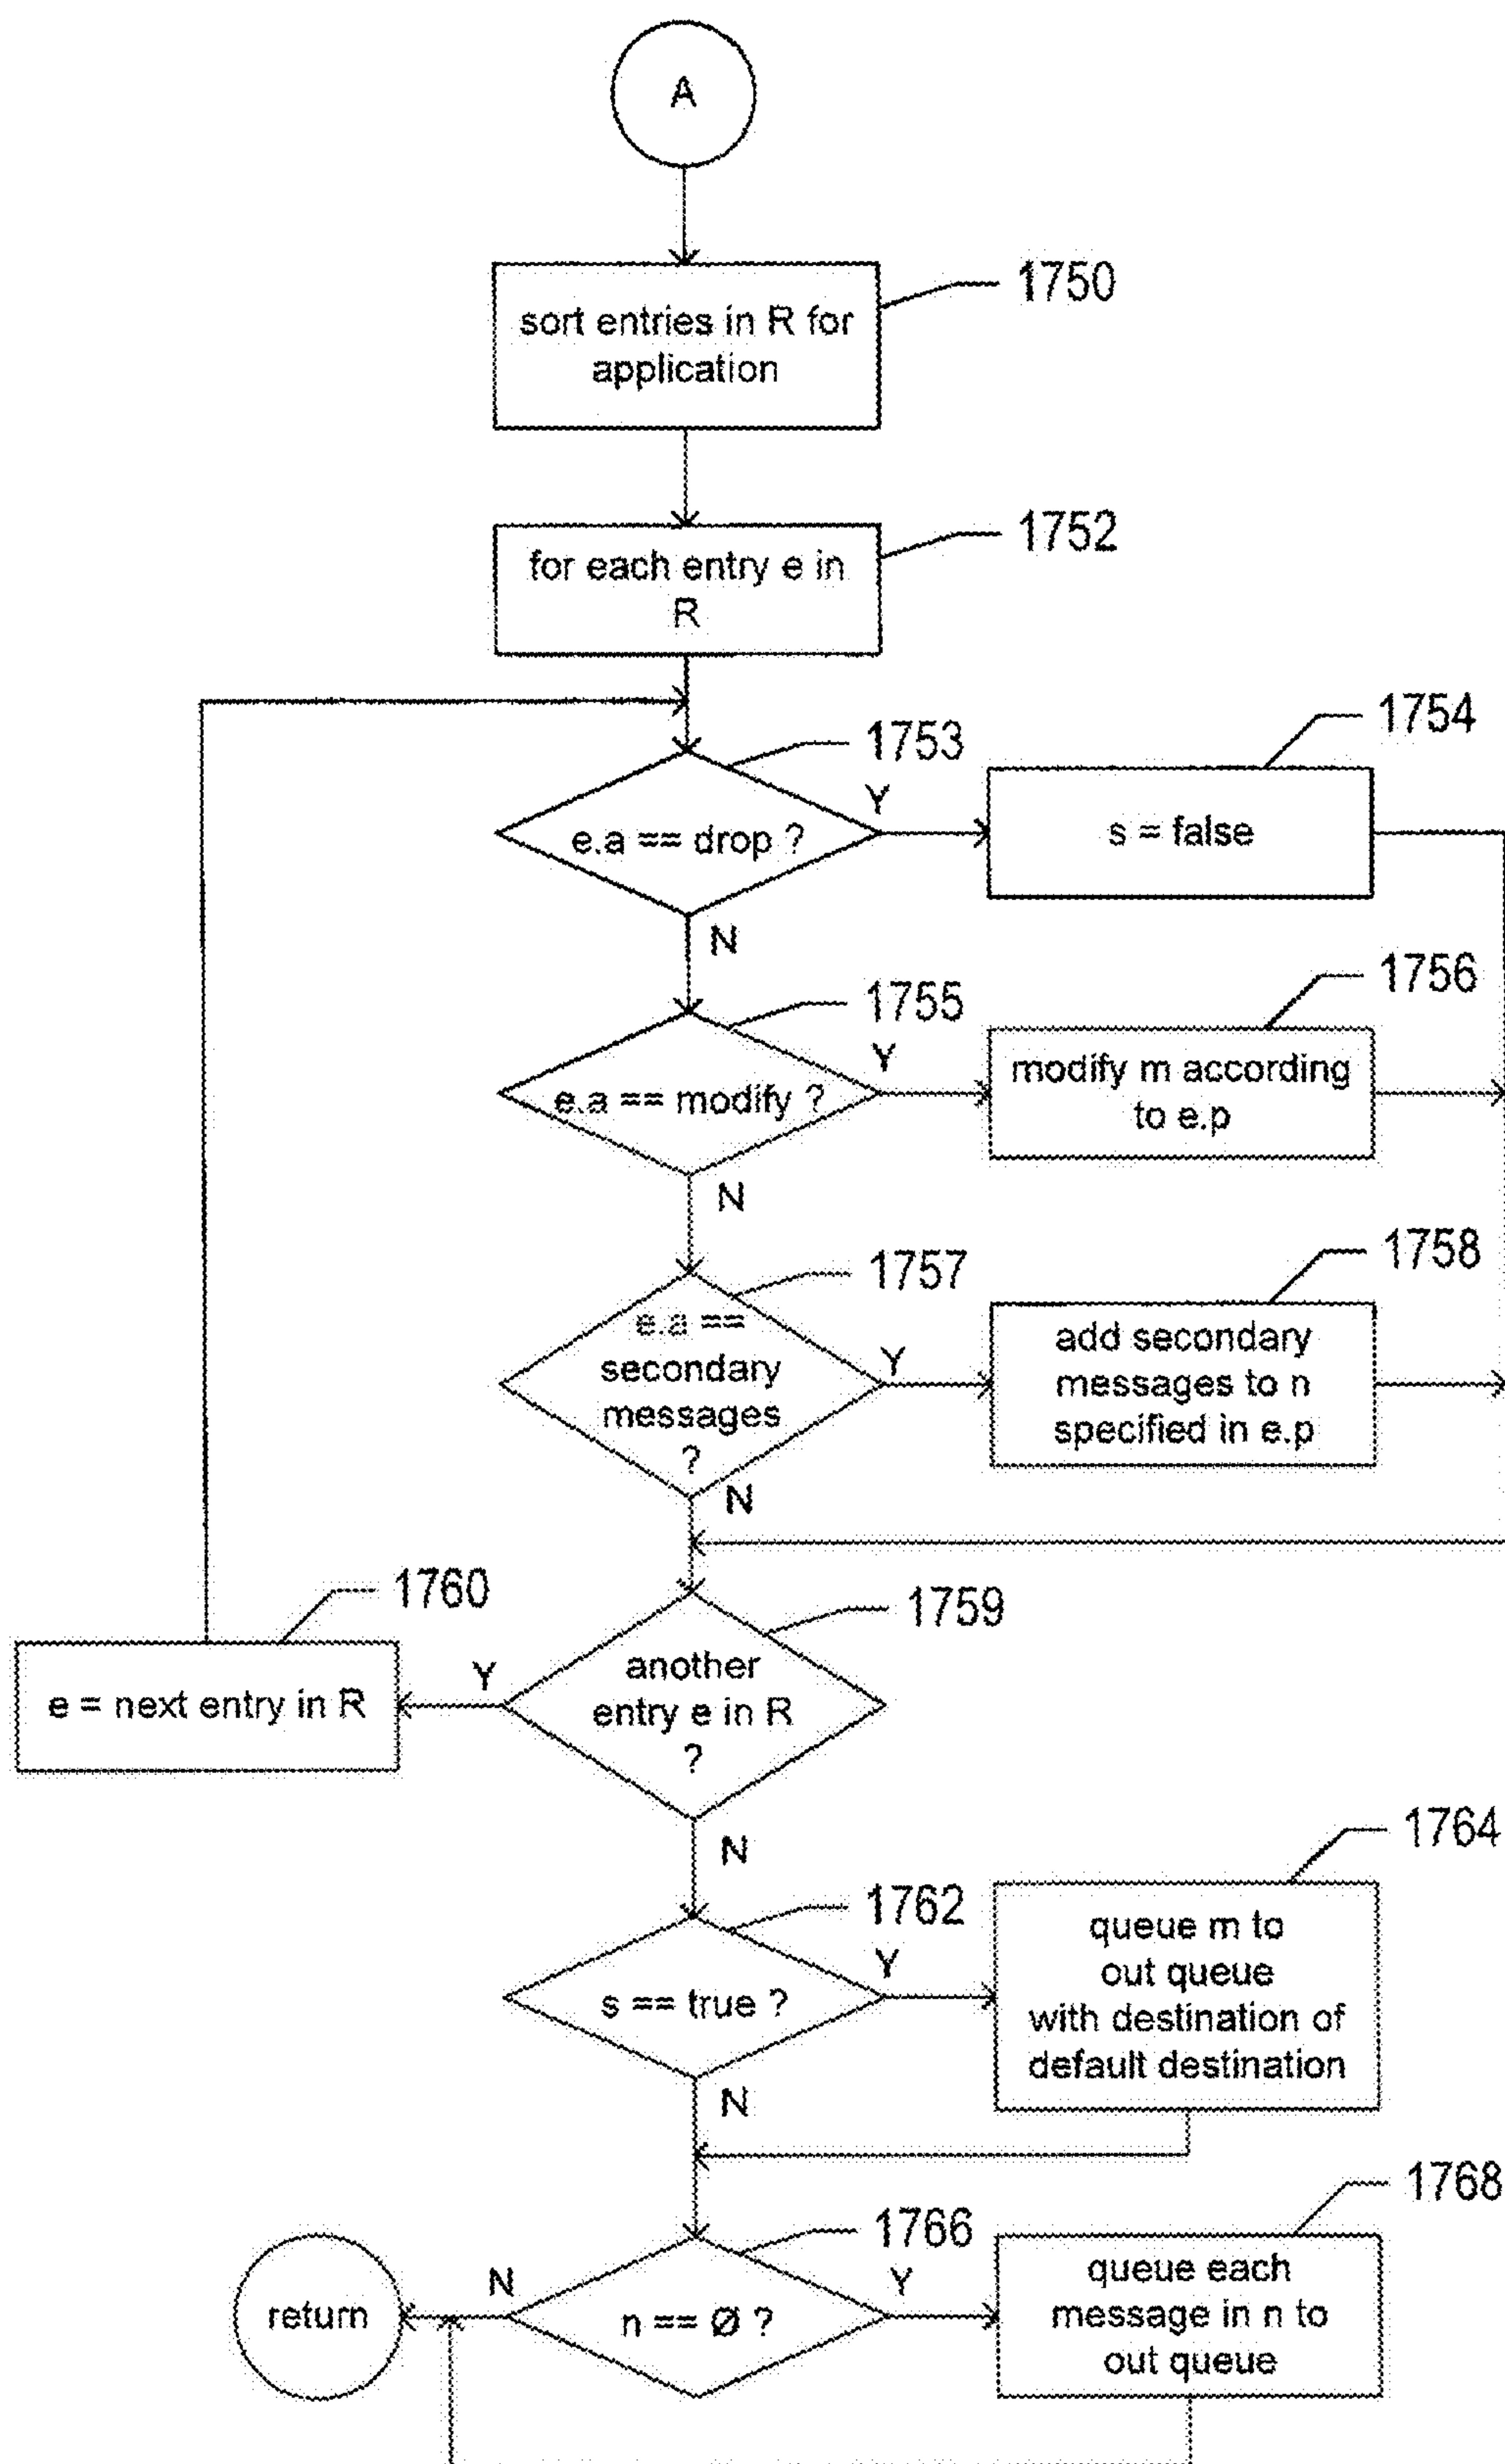 A
1750
sort entries in R for
application
1752
for each entry e in
R
1753
e.a == drop ?
Y
1754
s = false
N
1755
e.a == modify ?
Y
1756
modify m according
to e.p
N
1757
e.a ==
secondary
messages
?
Y
1758
add secondary
messages to n
specified in e.p
N
1760
e = next entry in R
Y
1759
another
entry e in R
?
N
1762
s == true ?
Y
1764
queue m to
out queue
with destination of
default destination
N
1766
return
N
n == Ø ?
Y
1768
queue each
message in n to
out queue